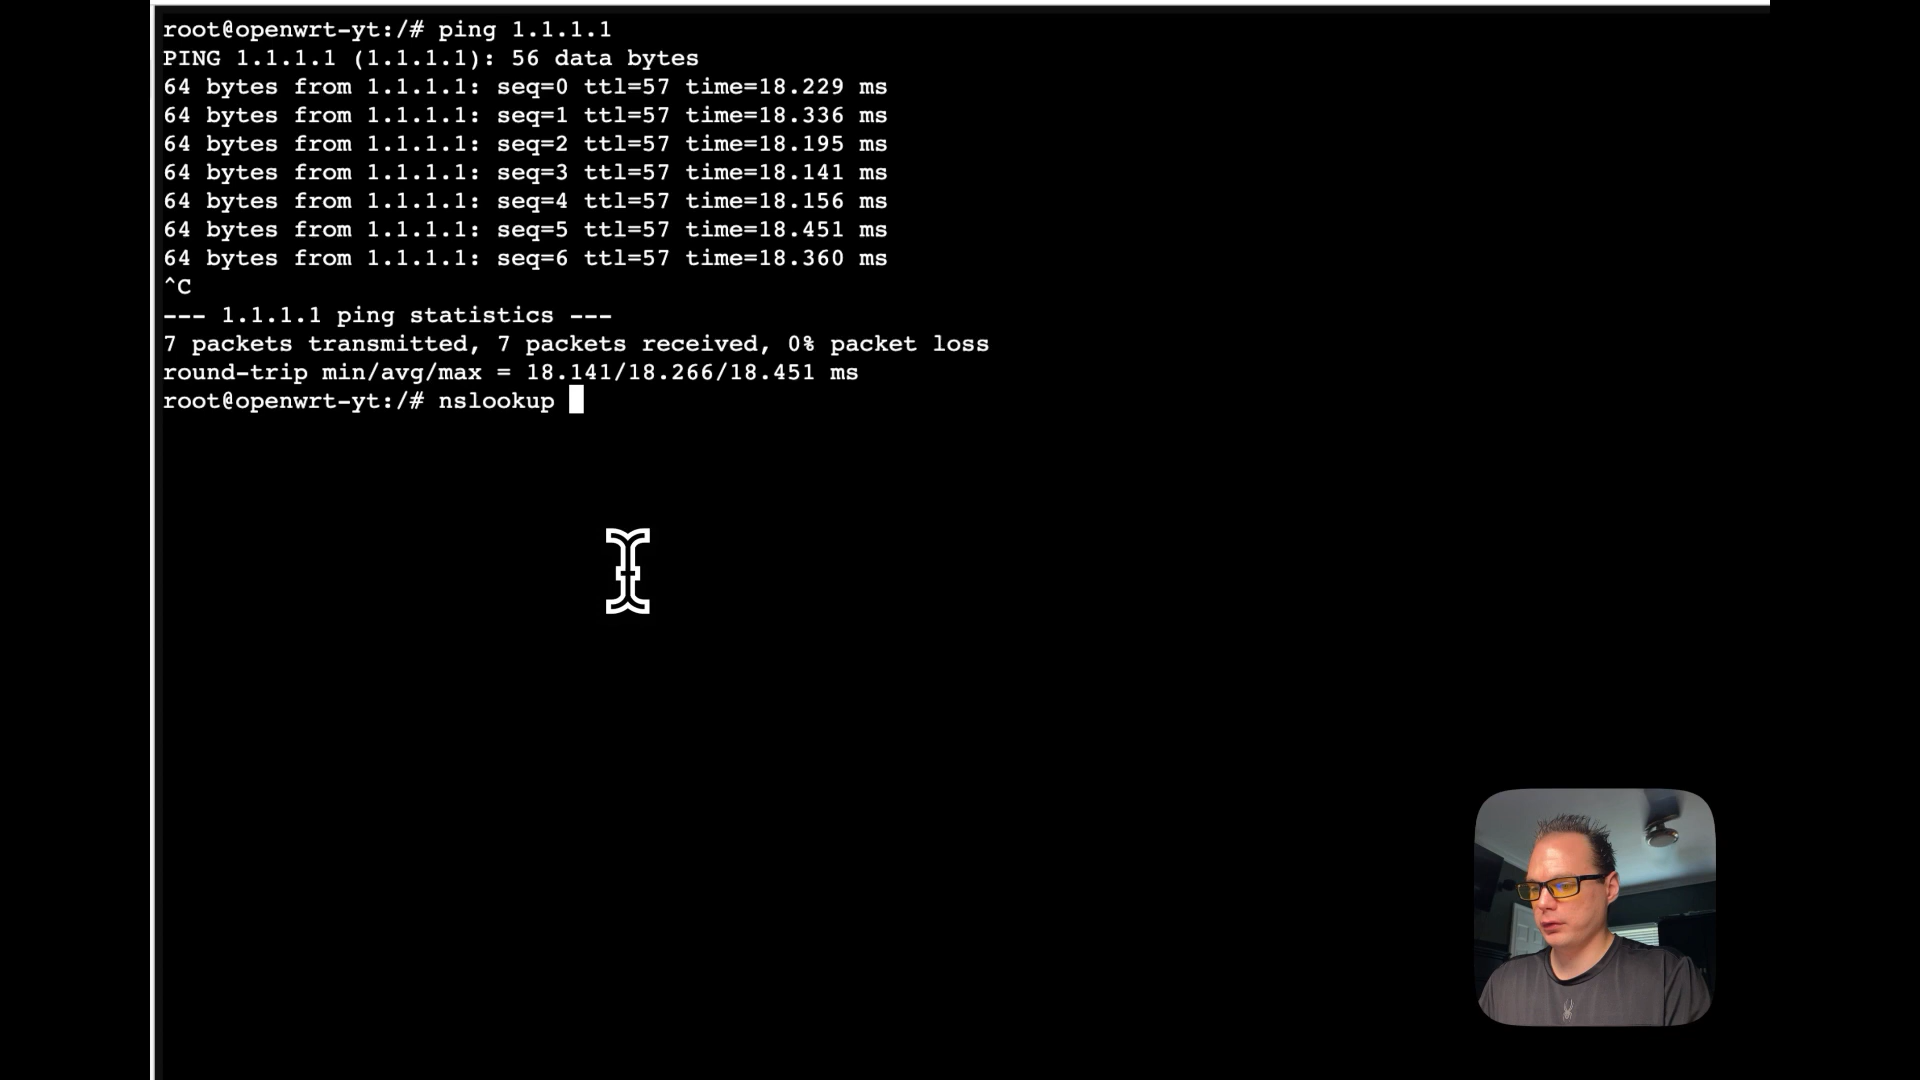 root@openwrt-yt:/# ping 1.1.1.1
PING 1.1.1.1 (1.1.1.1): 56 data bytes
64 bytes from 1.1.1.1: seq=0 ttl=57 time=18.229 ms
64 bytes from 1.1.1.1: seq=1 ttl=57 time=18.336 ms
64 bytes from 1.1.1.1: seq=2 ttl=57 time=18.195 ms
64 bytes from 1.1.1.1: seq=3 ttl=57 time=18.141 ms
64 bytes from 1.1.1.1: seq=4 ttl=57 time=18.156 ms
64 bytes from 1.1.1.1: seq=5 ttl=57 time=18.451 ms
64 bytes from 1.1.1.1: seq=6 ttl=57 time=18.360 ms
^C
--- 1.1.1.1 ping statistics ---
7 packets transmitted, 7 packets received, 0% packet loss
round-trip min/avg/max = 18.141/18.266/18.451 ms
root@openwrt-yt:/# nslookup